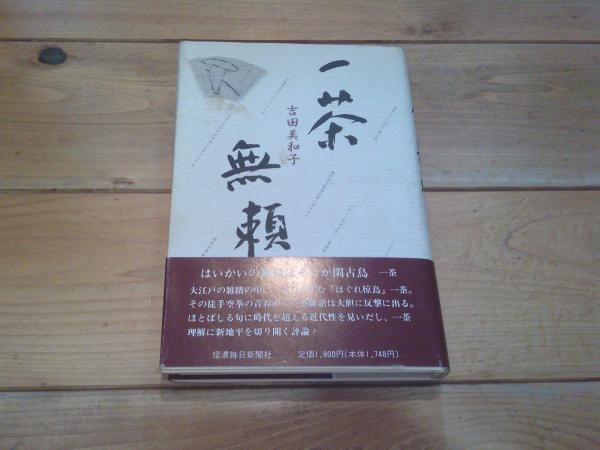 一茶
吉田美和子
無頼
はいかいの か閑古鳥 一茶
大江戸の雑踏の中 む「はぐれ椋鳥」一茶。
その徒手空拳の青春 俳諧は大胆に反撃に出る。
ほとばしる句に時代を超える近代性を見いだし、一茶
理解に新地平を切り開く評論！
信濃毎日新聞社 定価1,800円(本体1,748円)